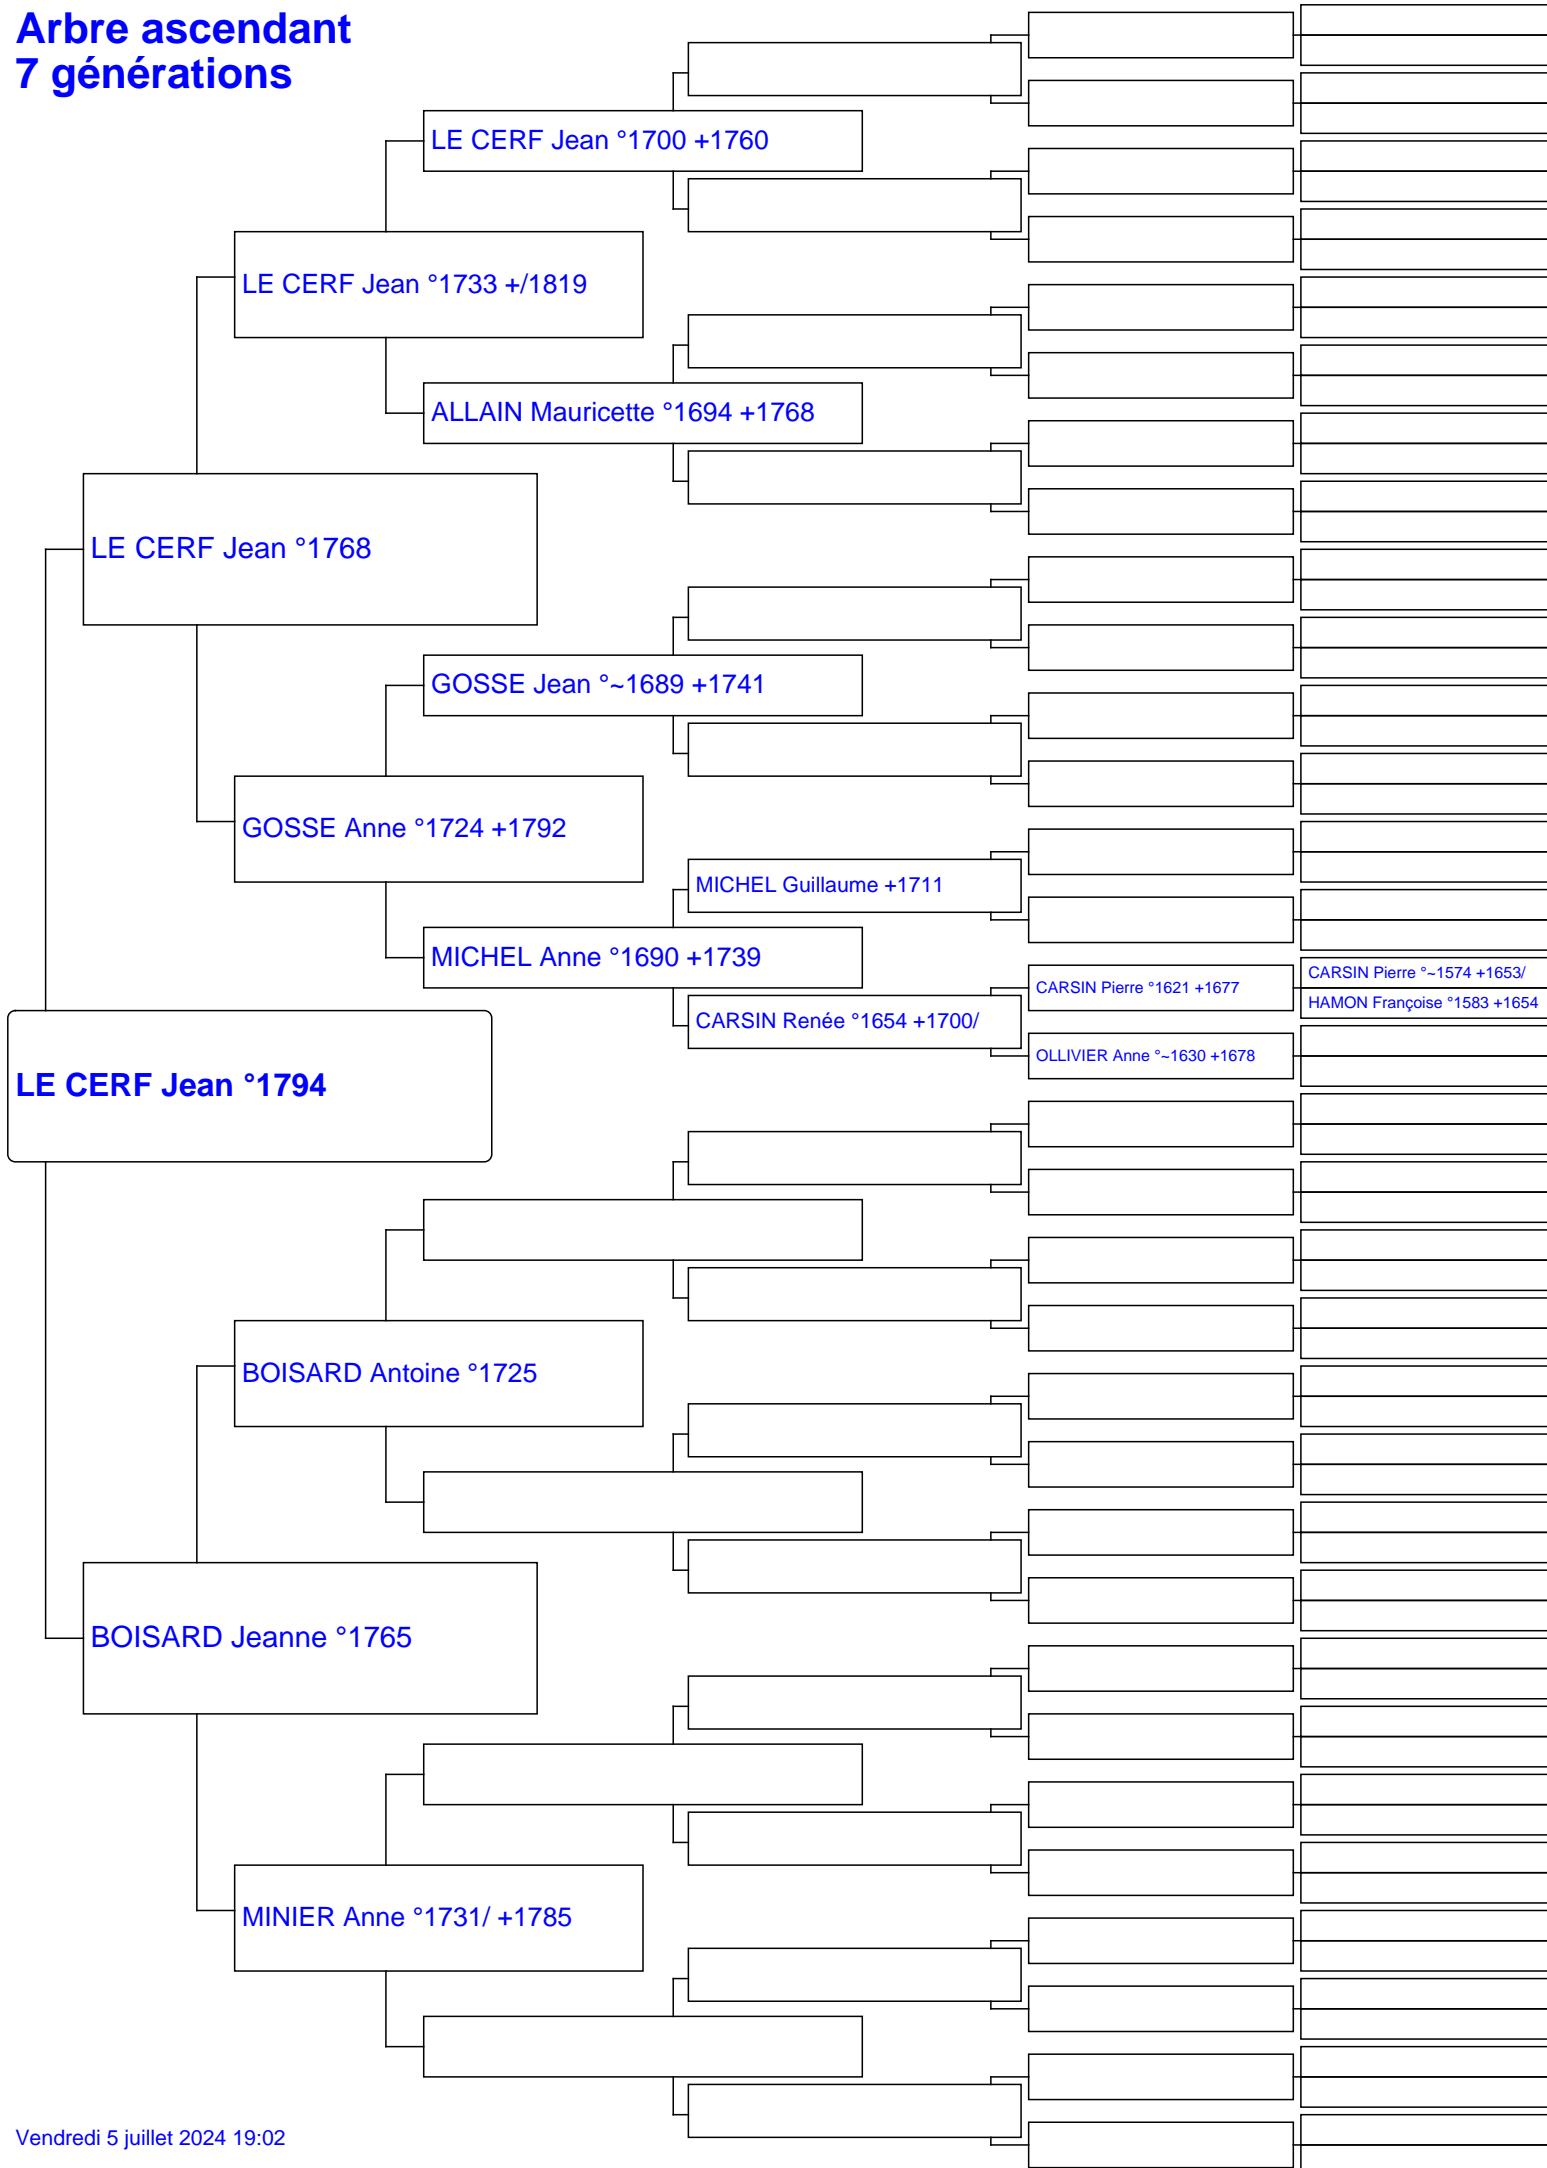 Arbre ascendant
7 générations
LE CERF Jean °1700 +1760
LE CERF Jean °1733 +/1819
ALLAIN Mauricette °1694 +1768
LE CERF Jean °1768
GOSSE Jean °~1689 +1741
GOSSE Anne °1724 +1792
MICHEL Guillaume +1711
MICHEL Anne °1690 +1739
CARSIN Pierre °~1574 +1653/
CARSIN Pierre °1621 +1677
HAMON Françoise °1583 +1654
CARSIN Renée °1654 +1700/
OLLIVIER Anne °~1630 +1678
LE CERF Jean °1794
BOISARD Antoine °1725
BOISARD Jeanne °1765
MINIER Anne °1731/ +1785
Vendredi 5 juillet 2024 19:02